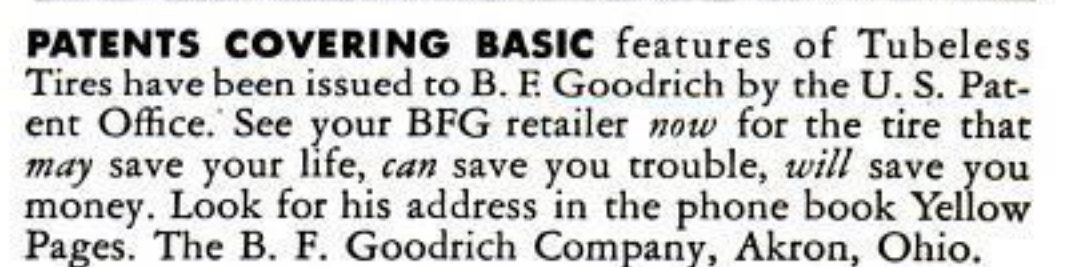 PATENTS COVERING BASIC features of Tubeless
Tires have been issued to B. F. Goodrich by the U. S. Pat-
ent Office. See your BFG retailer now for the tire that
may save your life, can save you trouble, will save you
money. Look for his address in the phone book Yellow
Pages. The B. F. Goodrich Company, Akron, Ohio.